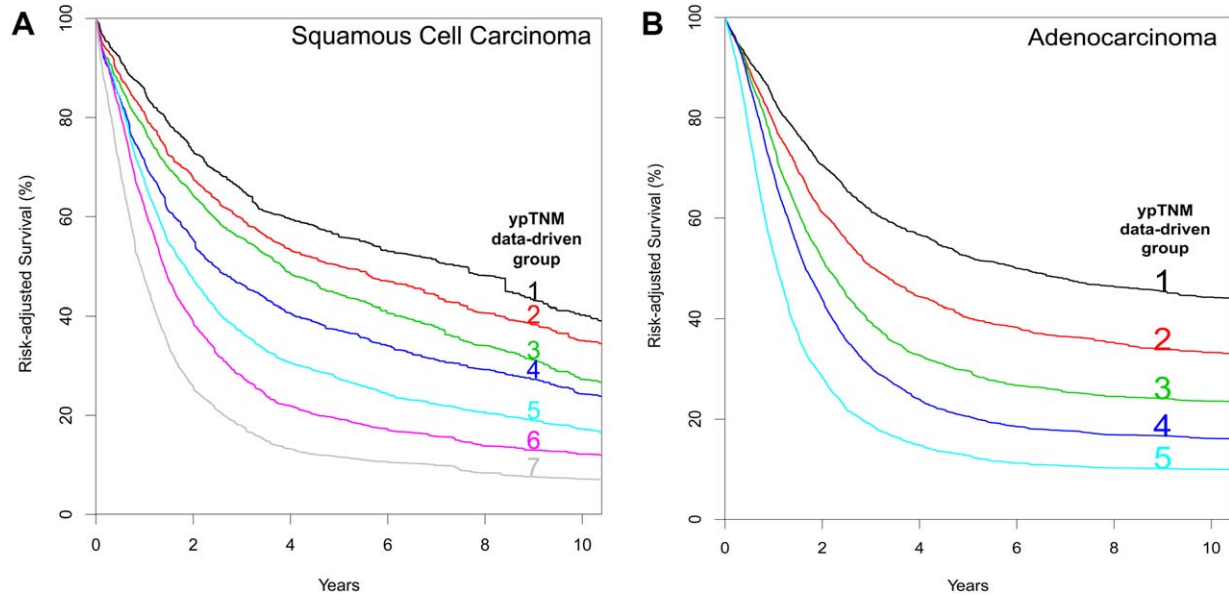 A
Squamous Cell Carcinoma
Risk-adjusted Survival (%)
100
80
60
40
20
0
ypTNM
data-driven
group
1
2
3
4
5
6
7
0 2 4 6 8 10
Years
B
Adenocarcinoma
Risk-adjusted Survival (%)
100
80
60
40
20
0
ypTNM
data-driven
group
1
2
3
4
5
0 2 4 6 8 10
Years